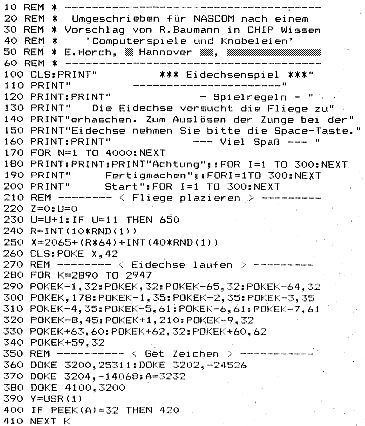 10 REM * --------------------------------
20 REM *  Umgeschrieben für NASCOM nach einem
30 REM * Vorschlag von R.Baumann in CHIP Wissen
40 REM *    'Computerspiele und Knobeleien'
50 REM * E.Horch, Hannover ,
60 REM * --------------------------------
100 CLS:PRINT"        *** Eidechsenspiel ***"
110 PRINT"            ----------------------"
120 PRINT:PRINT"            - Spielregeln - "
130 PRINT"    Die Eidechse versucht die Fliege zu"
140 PRINT"erhaschen. Zum Auslösen der Zunge bei der"
150 PRINT"Eidechse nehmen Sie bitte die Space-Taste."
160 PRINT:PRINT"           --- Viel Spaß --- "
170 FOR N=1 TO 4000:NEXT
180 PRINT:PRINT:PRINT"Achtung";:FOR I=1 TO 300:NEXT
190 PRINT"     Fertigmachen";:FORI=1TO 300:NEXT
200 PRINT"     Start":FOR I=1 TO 300:NEXT
210 REM -------- < Fliege plazieren > --------
220 Z=0:U=0
230 U=U+1:IF U=11 THEN 650
240 R=INT(10*RND(1))
250 X=2065+(R*64)+INT(40*RND(1))
260 CLS:POKE X,42
270 REM --------- < Eidechse laufen > --------
280 FOR K=2890 TO 2947
290 POKEK-1,32:POKEK,32:POKEK-65,32:POKEK-64,32
300 POKEK,178:POKEK-1,35:POKEK-2,35:POKEK-3,35
310 POKEK-4,35:POKEK-5,61:POKEK-6,61:POKEK-7,61
320 POKEK-8,45:POKEK+1,210:POKEK-9,32
330 POKEK+63,60:POKEK+62,32:POKEK+60,62
340 POKEK+59,32
350 REM ---------- < Get Zeichen > ----------
360 DOKE 3200,25311:DOKE 3202,-24526
370 DOKE 3204,-14068:A=3232
380 DOKE 4100,3200
390 Y=USR(1)
400 IF PEEK(A)=32 THEN 420
410 NEXT K